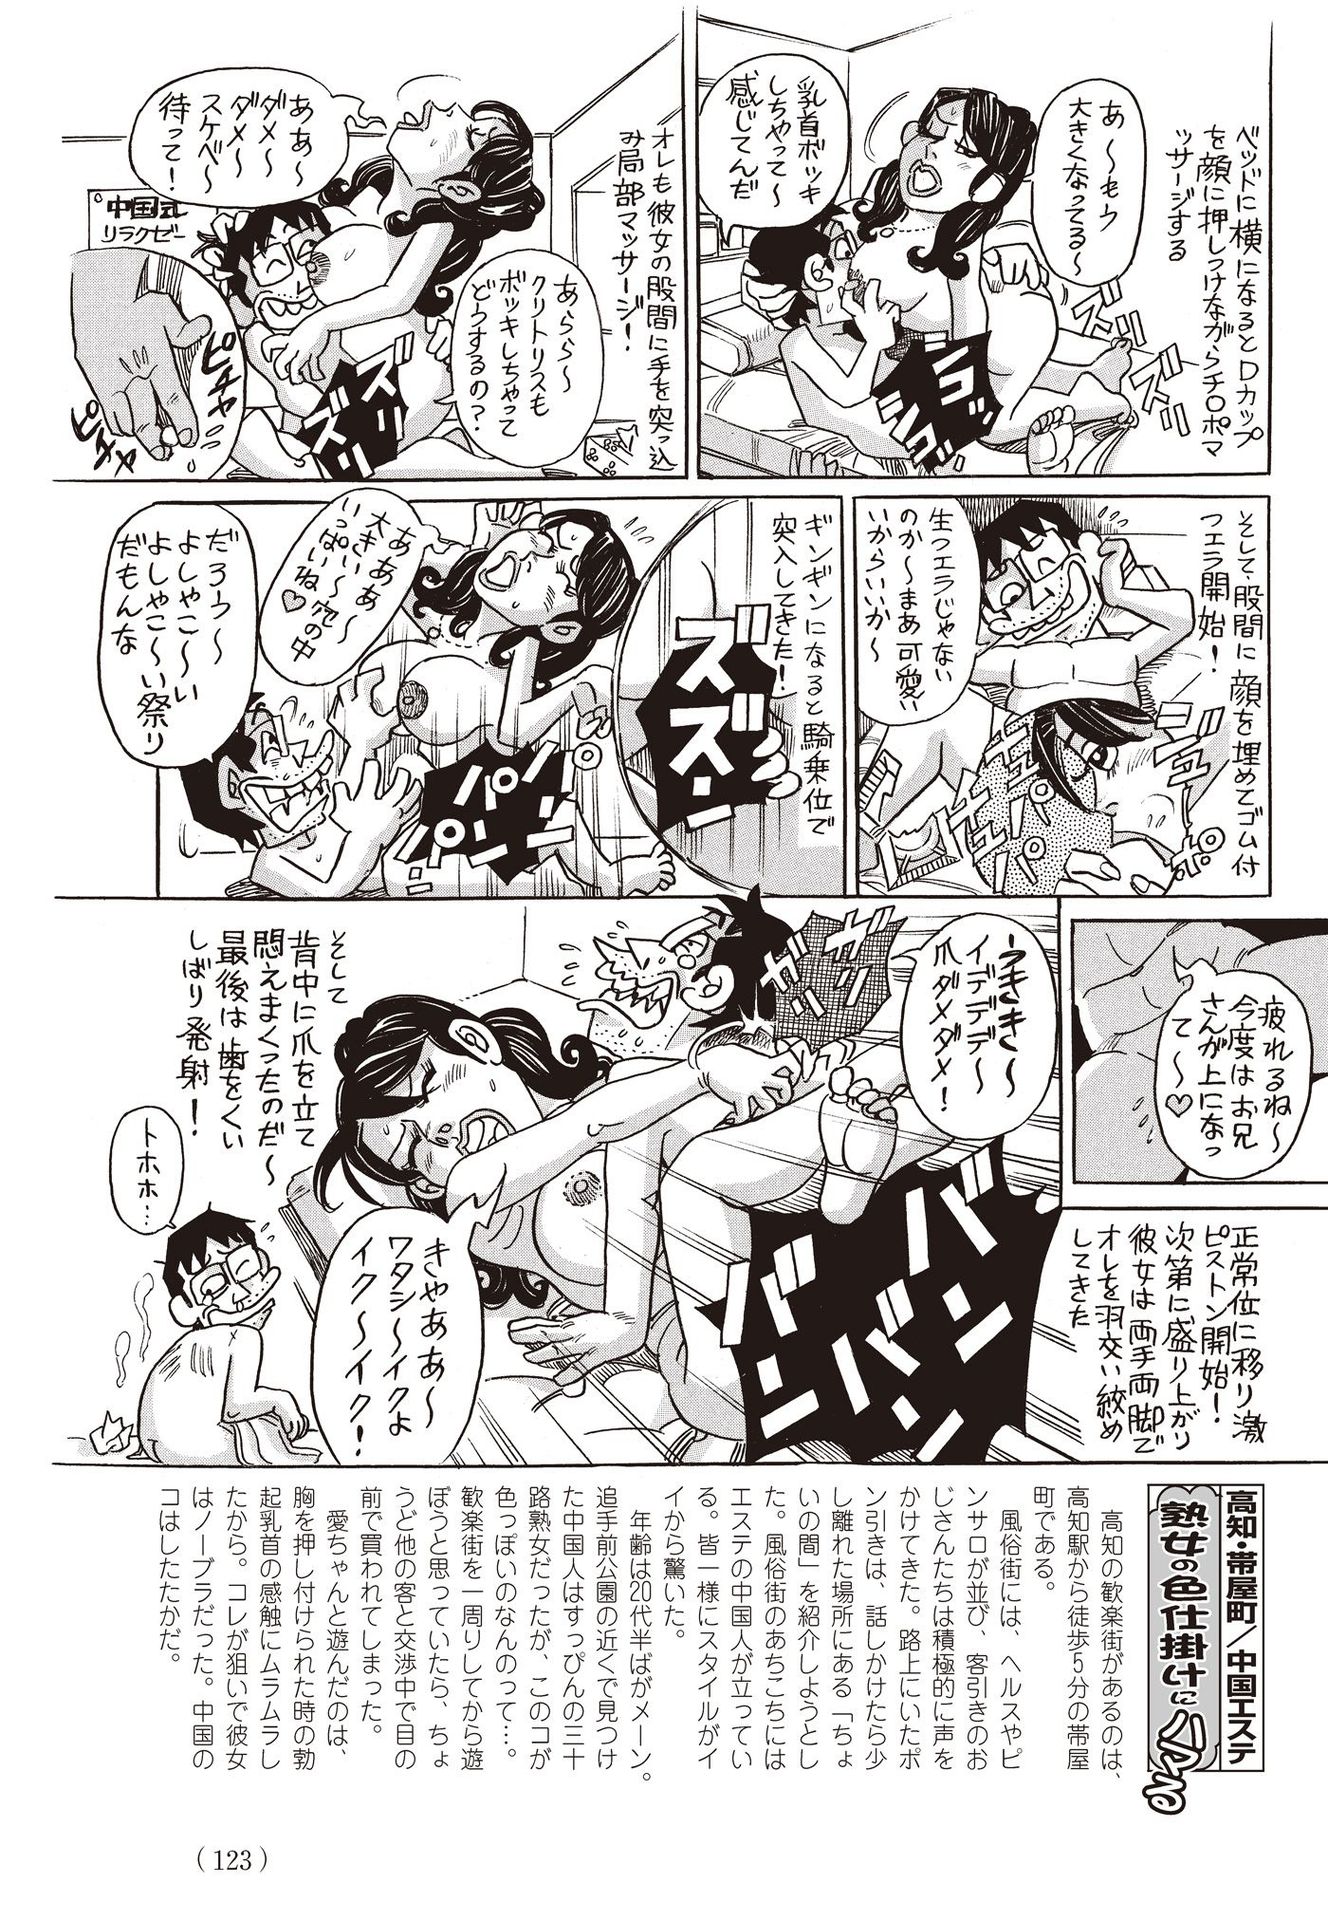 ベッドに横になるとDカップ
を顔に押しつけながらチ○ポマ
ッサージする
あ〜〜モウ
大きくなってる〜
乳首ボッキ
しちゃって〜
感じてんだ
ズリ
ズリ
オレも彼女の股間に手を突っ込
み局部マッサージ!
あららら〜
クリトリスも
ボッキしちゃって
どうするの?
ああ〜
ダメ〜
ダメ〜
スケベ〜
待って!
中国式
リラクゼー
ズリ
ズリ
ピチャ
ピチャ
そして、股間に顔を埋めてゴム付
フェラ開始!
生フェラじゃない
のか〜まあ可愛い
いからいいか〜
ギンギンになると騎乗位で
突入してきた!
ズズ
ズン
あああ
大きい〜
いっぱいね♡穴の中
だろウ〜
よしゃこ〜い
よしゃこ〜い祭り
だもんな
パンパン
パン
疲れるね〜
今度はお兄
さんが上になっ
て〜♡
正常位に移り激
ピストン開始!
次第に盛り上がり
彼女は両手両脚で
オレを羽交い絞め
してきた
うききき〜
イデデデデ〜
爪ダメダメ!
ガリ
ガリ
ガリ
バン
バン
バン
きゃああ〜
ワタシ〜イクよ
イク〜イク!
そして
背中に爪を立て
悶えまくったのだ〜
最後は歯をくい
しばり発射!
トホホ…
高知・帯屋町/中国エステ
熟女の色仕掛けにハマる
高知の歓楽街があるのは、
高知駅から徒歩5分の帯屋
町である。
風俗街には、ヘルスやピ
ンサロが並び、客引きのお
じさんたちは積極的に声を
かけてきた。路上にいたポ
ン引きは、話しかけたら少
し離れた場所にある「ちょ
いの間」を紹介しようとし
た。風俗街のあちこちには
エステの中国人が立ってい
る。皆一様にスタイルがイ
イから驚いた。
年齢は20代半ばがメーン。
追手前公園の近くで見つけ
た中国人はすっぴんの三十
路熟女だったが、このコが
色っぽいのなんのって…。
歓楽街を一周りしてから遊
ぼうと思っていたら、ちょ
うど他の客と交渉中で目の
前で買われてしまった。
愛ちゃんと遊んだのは、
胸を押し付けられた時の勃
起乳首の感触にムラムラし
たから。コレが狙いで彼女
はノーブラだった。中国の
コはしたたかだ。
(123)